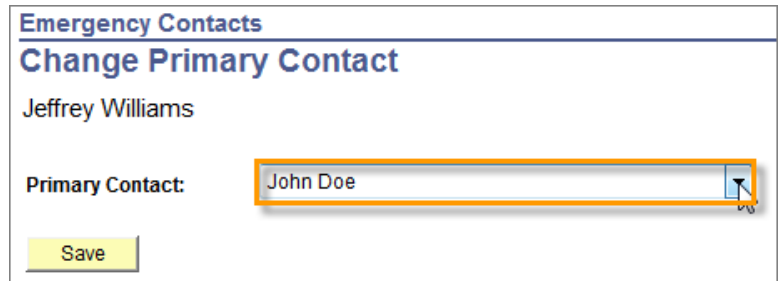 Emergency Contacts
Change Primary Contact
Jeffrey Williams
Primary Contact: John Doe
Save